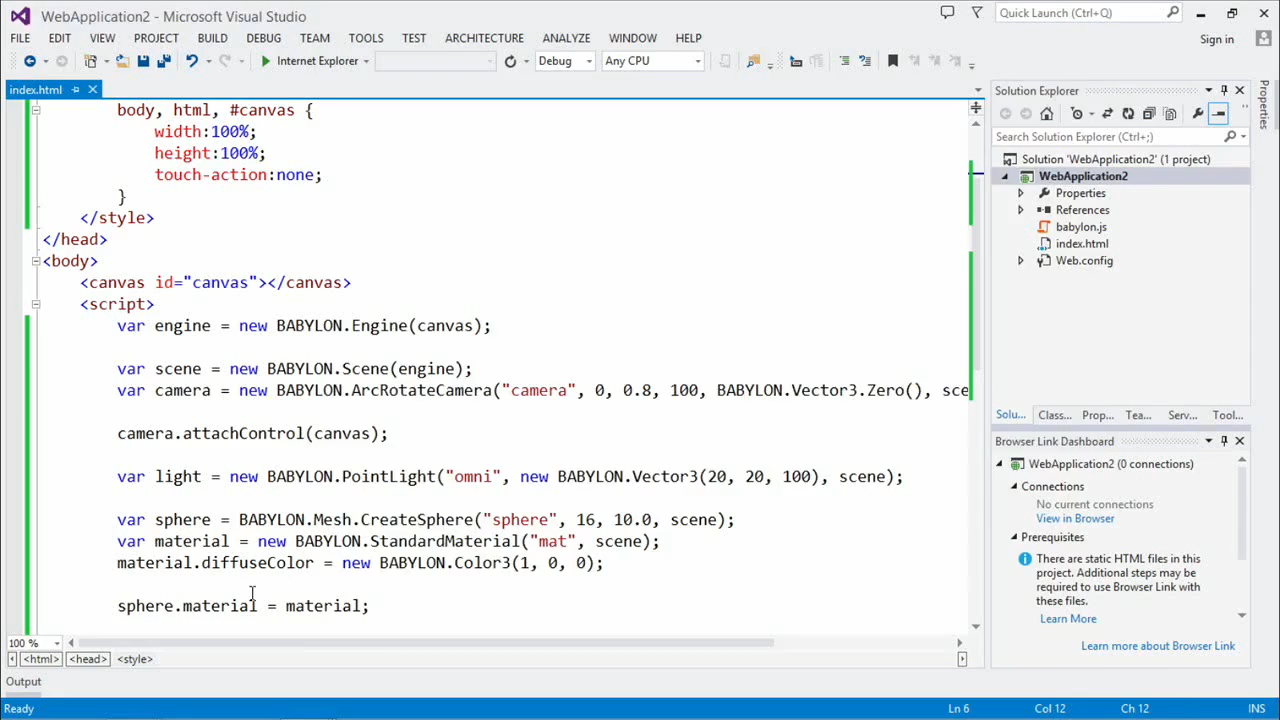 WebApplication2 - Microsoft Visual Studio
Quick Launch (Ctrl+Q)
FILE EDIT VIEW PROJECT BUILD DEBUG TEAM TOOLS TEST ARCHITECTURE ANALYZE WINDOW HELP
Sign in
Internet Explorer Debug Any CPU
index.html
body, html, #canvas {
width:100%;
height:100%;
touch-action:none;
}
</style>
</head>
<body>
<canvas id="canvas"></canvas>
<script>
var engine = new BABYLON.Engine(canvas);
var scene = new BABYLON.Scene(engine);
var camera = new BABYLON.ArcRotateCamera("camera", 0, 0.8, 100, BABYLON.Vector3.Zero(), sce
camera.attachControl(canvas);
var light = new BABYLON.PointLight("omni", new BABYLON.Vector3(20, 20, 100), scene);
var sphere = BABYLON.Mesh.CreateSphere("sphere", 16, 10.0, scene);
var material = new BABYLON.StandardMaterial("mat", scene);
material.diffuseColor = new BABYLON.Color3(1, 0, 0);
sphere.material = material;
100 %
<html> <head> <style>
Output
Ready
Ln 6 Col 12 Ch 12 INS
Solution Explorer
Search Solution Explorer (Ctrl+;)
Solution 'WebApplication2' (1 project)
WebApplication2
Properties
References
babylon.js
index.html
Web.config
Solu... Class... Prop... Tea... Serv... Tool...
Browser Link Dashboard
WebApplication2 (0 connections)
Connections
No current connections
View in Browser
Prerequisites
There are static HTML files in this
project. Additional steps may be
required to use Browser Link with
these files.
Learn More
Learn more about Browser Link
Properties